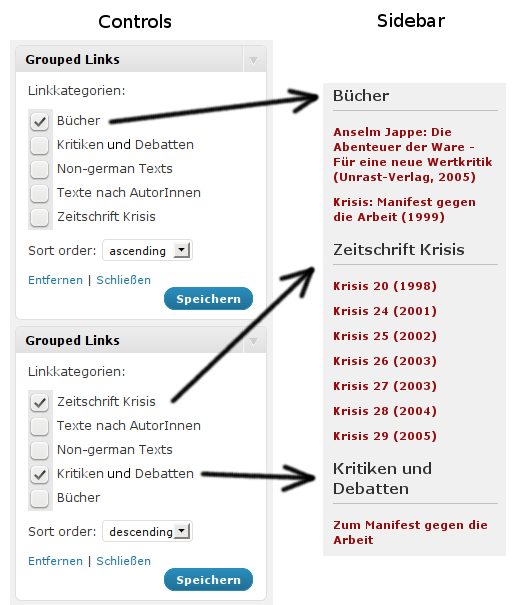 Controls
Grouped Links
Linkkategorien:
Bücher
Kritiken und Debatten
Non-german Texts
Texte nach AutorInnen
Zeitschrift Krisis
Sort order: ascending
Entfernen | Schließen
Speichern
Grouped Links
Linkkategorien:
Zeitschrift Krisis
Texte nach AutorInnen
Non-german Texts
Kritiken und Debatten
Bücher
Sort order: descending
Entfernen | Schließen
Speichern
Sidebar
Bücher
Anselm Jappe: Die
Abenteuer der Ware -
Für eine neue Wertkritik
(Unrast-Verlag, 2005)
Krisis: Manifest gegen
die Arbeit (1999)
Zeitschrift Krisis
Krisis 20 (1998)
Krisis 24 (2001)
Krisis 25 (2002)
Krisis 26 (2003)
Krisis 27 (2003)
Krisis 28 (2004)
Krisis 29 (2005)
Kritiken und
Debatten
Zum Manifest gegen die
Arbeit